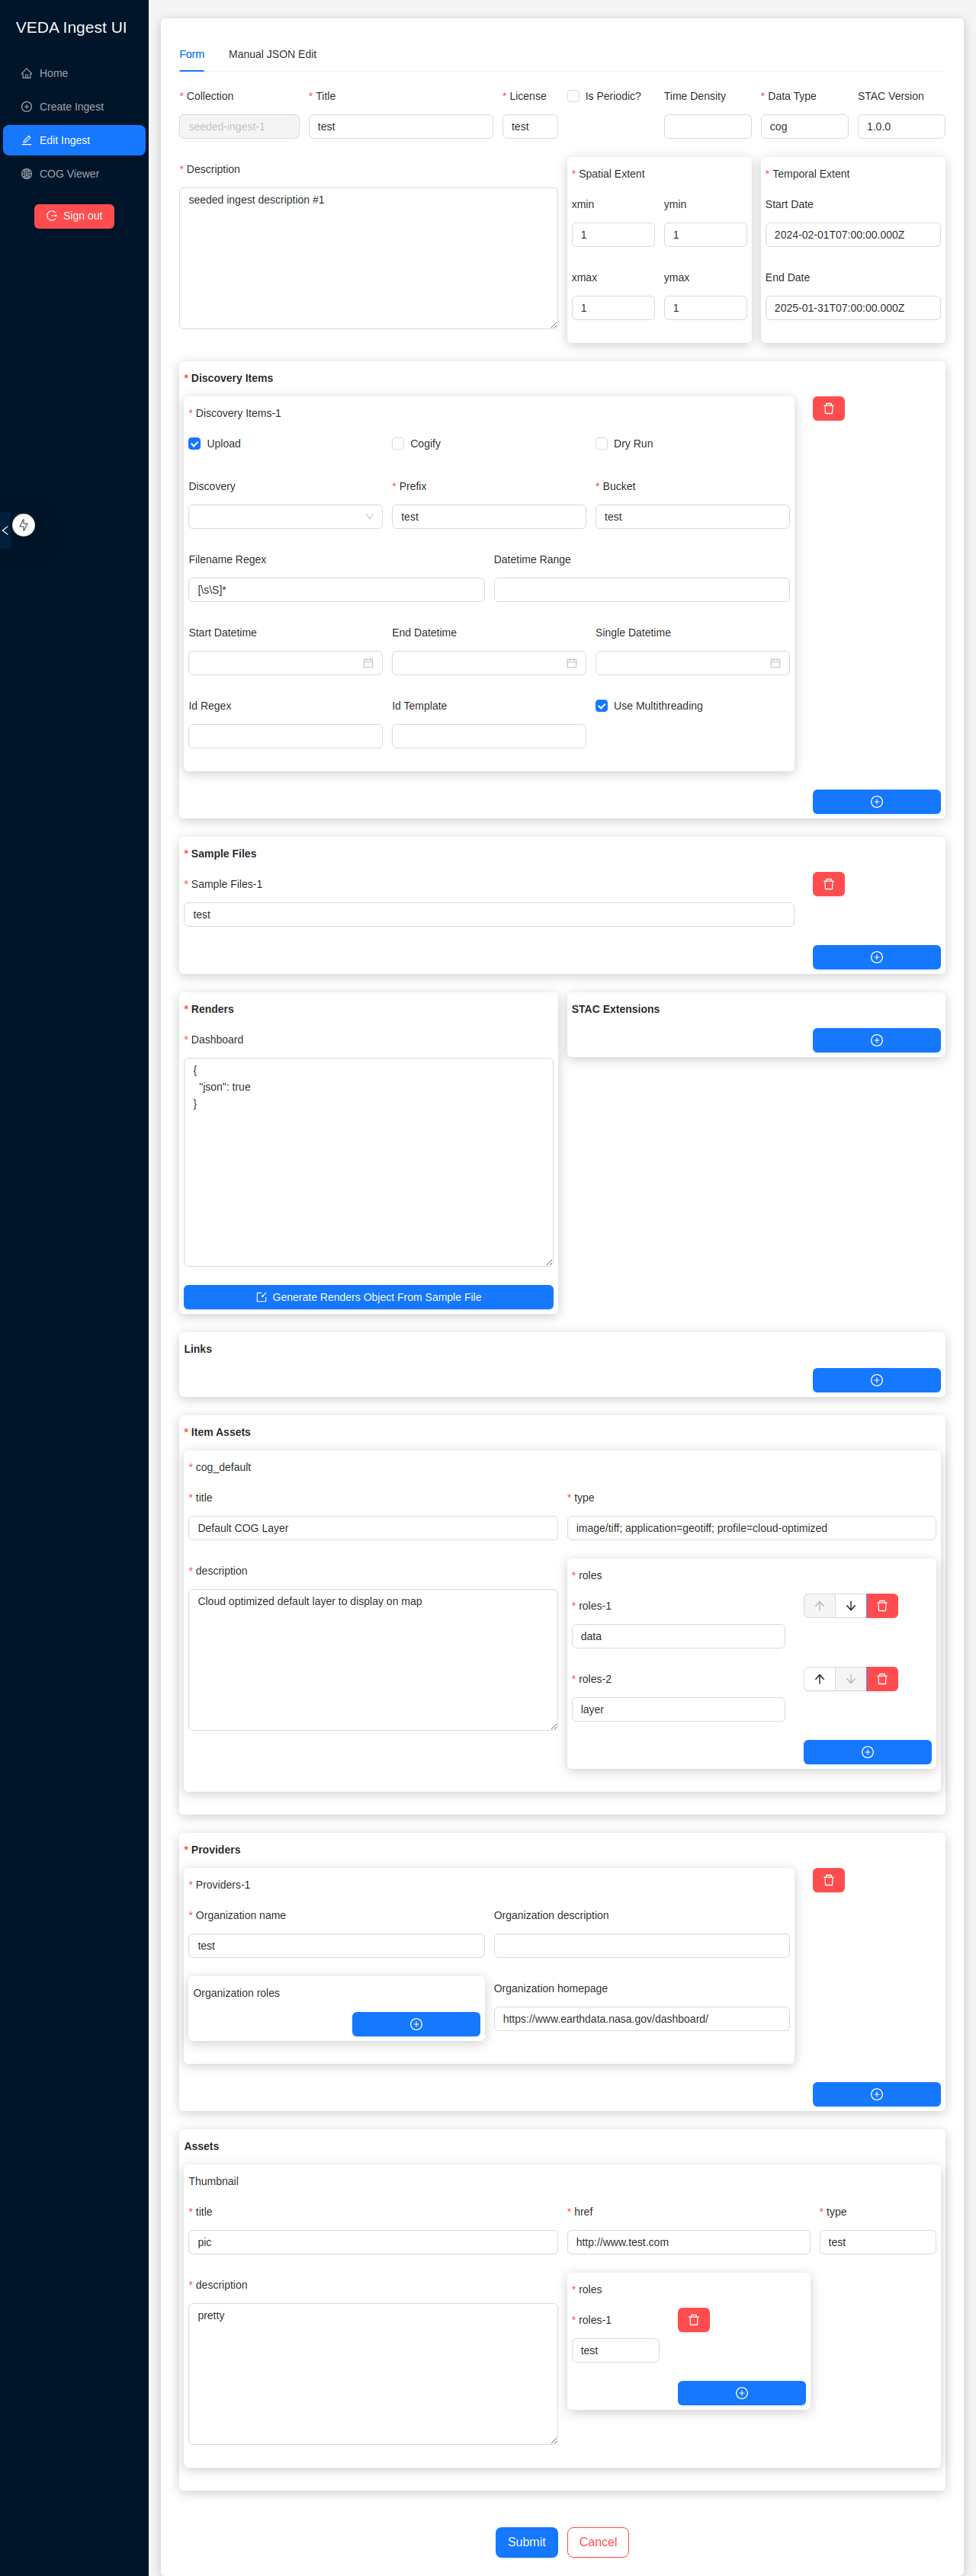 VEDA Ingest UI
Home
Create Ingest
Edit Ingest
COG Viewer
Sign out
Form Manual JSON Edit
* Collection * Title * License Is Periodic? Time Density * Data Type STAC Version
seeded-ingest-1 test test cog 1.0.0
* Description
seeded ingest description #1
* Spatial Extent
xmin ymin
1 1
xmax ymax
1 1
* Temporal Extent
Start Date
2024-02-01T07:00:00.000Z
End Date
2025-01-31T07:00:00.000Z
* Discovery Items
* Discovery Items-1
Upload Cogify Dry Run
Discovery * Prefix * Bucket
test test
Filename Regex Datetime Range
[\s\S]*
Start Datetime End Datetime Single Datetime
Id Regex Id Template Use Multithreading
* Sample Files
* Sample Files-1
test
* Renders
* Dashboard
{
"json": true
}
Generate Renders Object From Sample File
STAC Extensions
Links
* Item Assets
* cog_default
* title * type
Default COG Layer image/tiff; application=geotiff; profile=cloud-optimized
* description
Cloud optimized default layer to display on map
* roles
* roles-1
data
* roles-2
layer
* Providers
* Providers-1
* Organization name Organization description
test
Organization roles Organization homepage
https://www.earthdata.nasa.gov/dashboard/
Assets
Thumbnail
* title * href * type
pic http://www.test.com test
* description
pretty
* roles
* roles-1
test
Submit Cancel